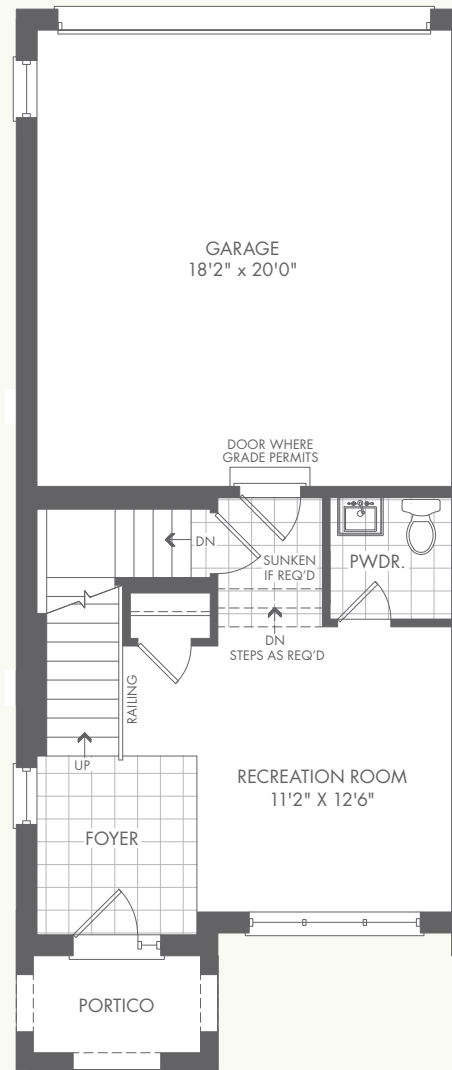 GARAGE
18'2" x 20'0"
DOOR WHERE
GRADE PERMITS
DN
SUNKEN
IF REQ'D
PWDR.
DN
STEPS AS REQ'D
RAILING
UP
RECREATION ROOM
11'2" X 12'6"
FOYER
PORTICO